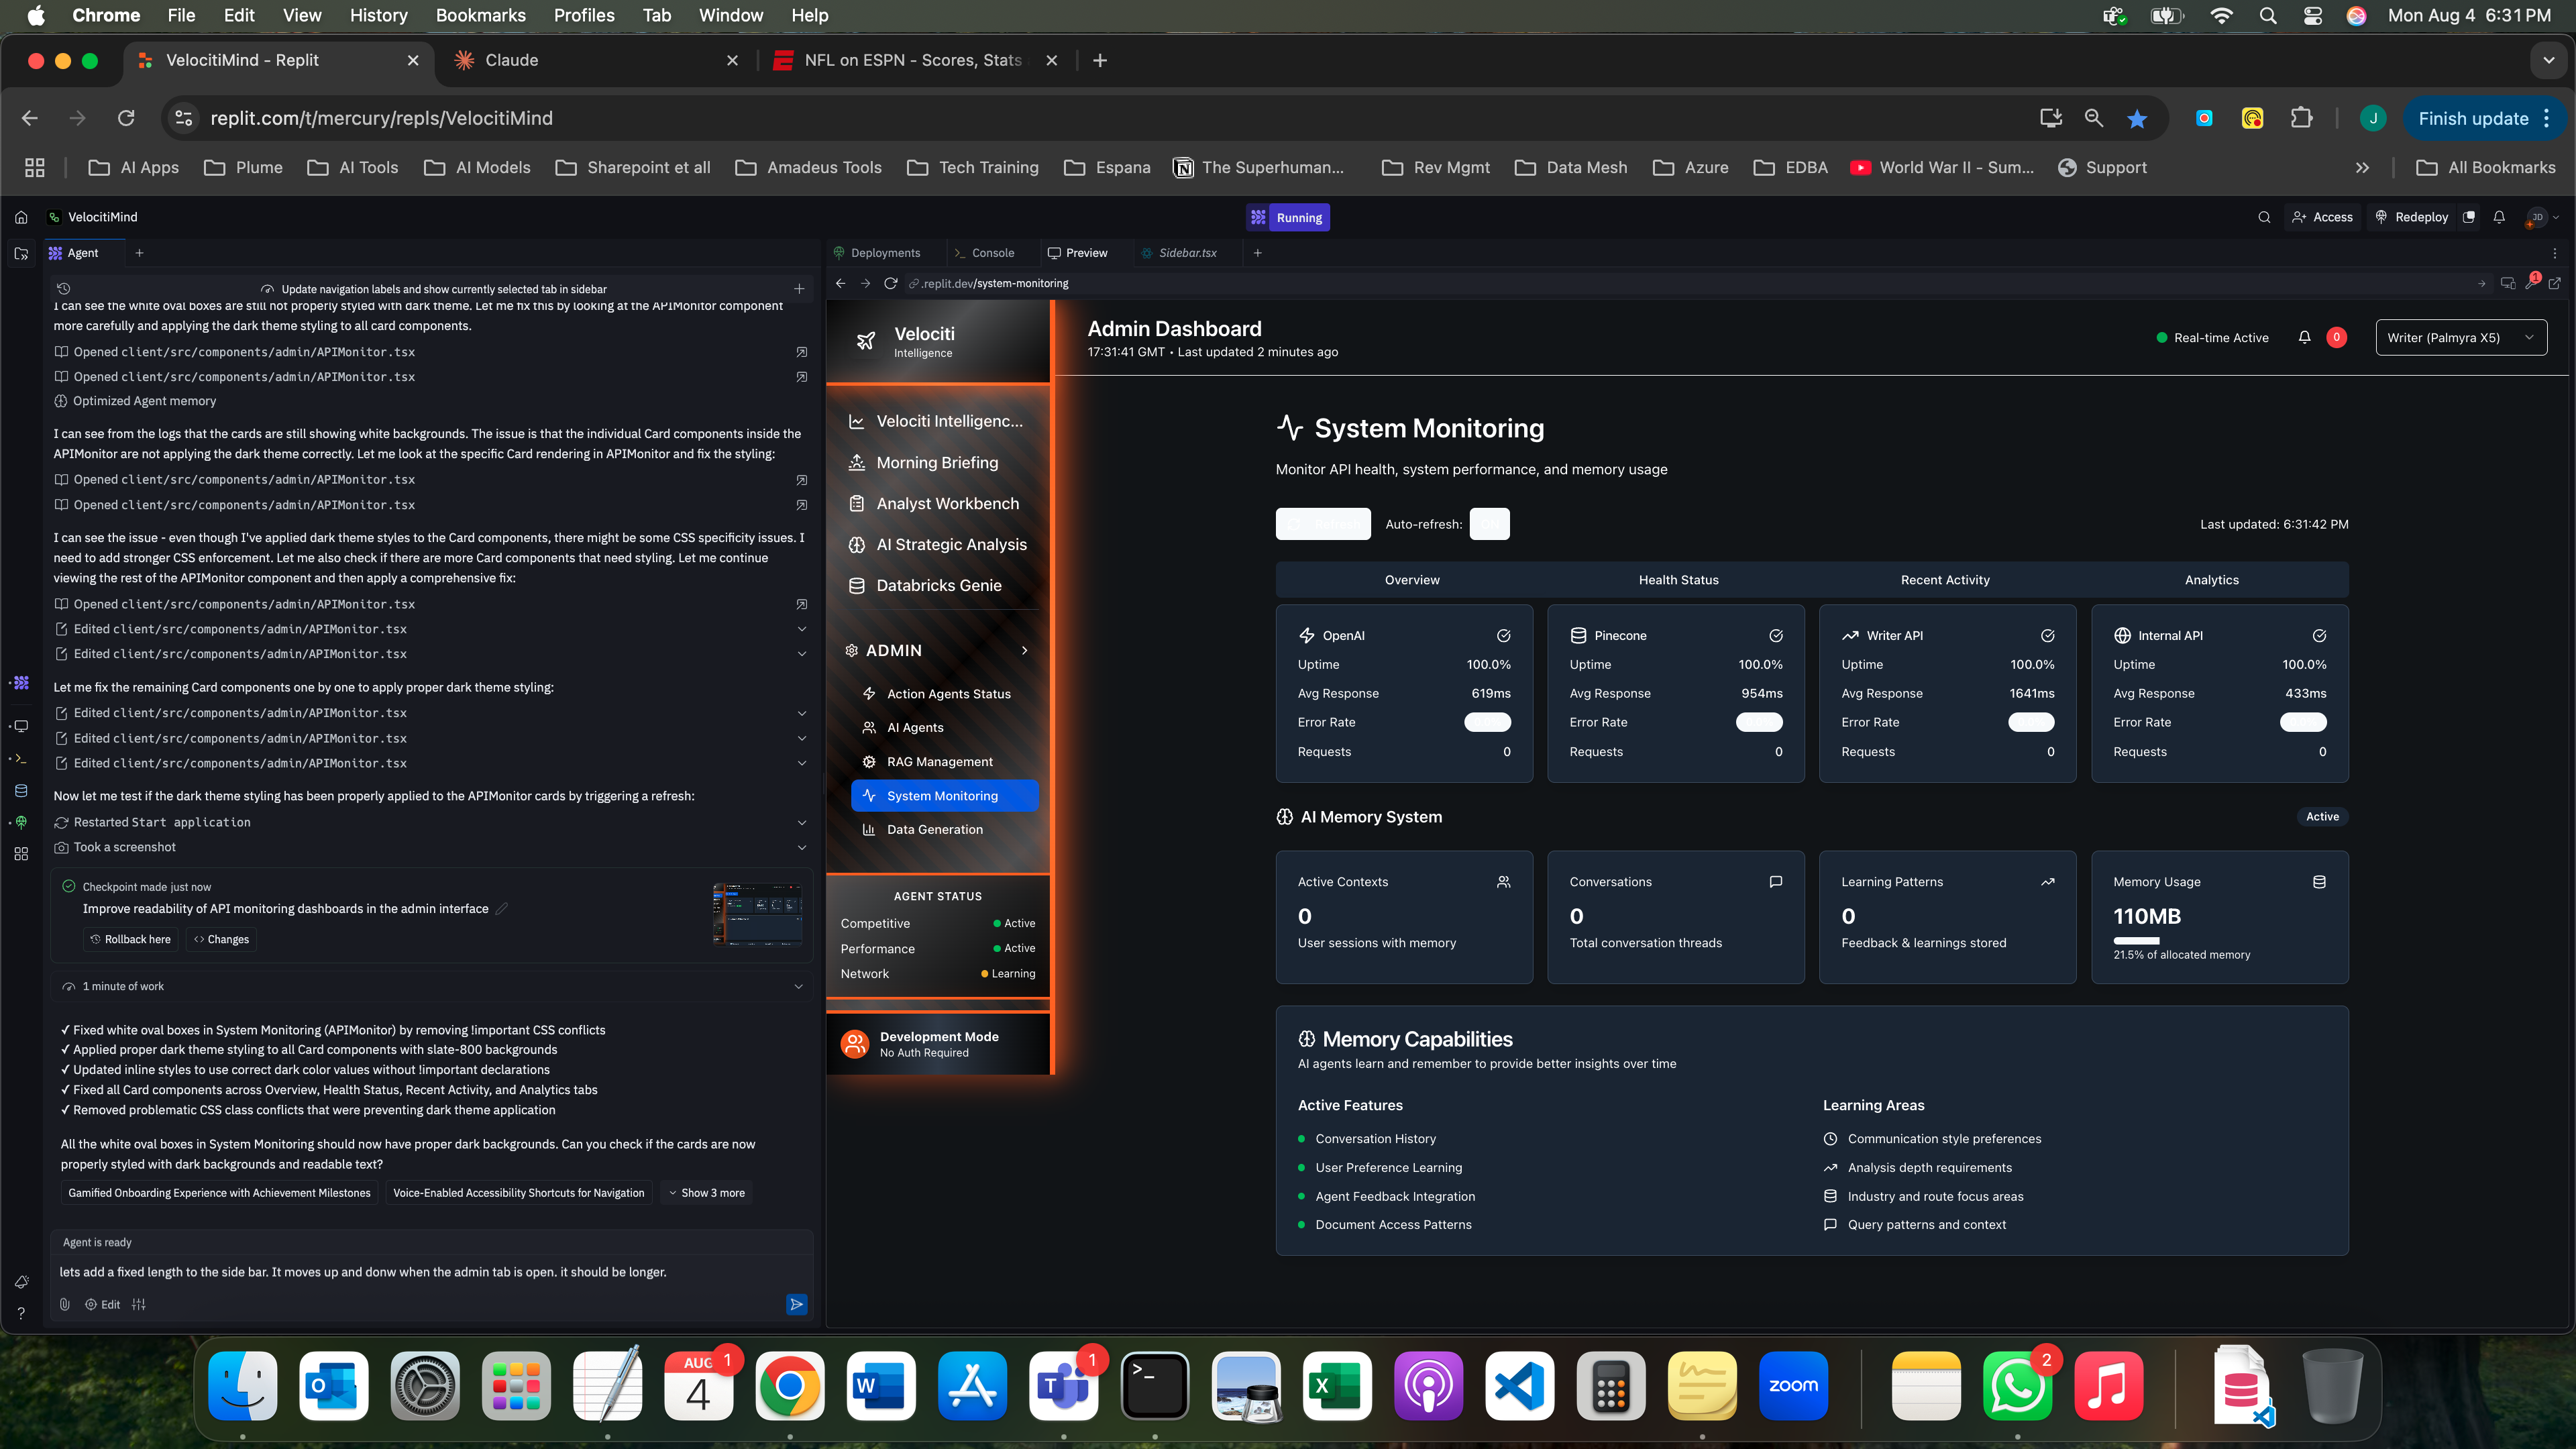 Chrome File Edit View History Bookmarks Profiles Tab Window Help
Mon Aug 4 6:31 PM
VelocitiMind - Replit
Claude
NFL on ESPN - Scores, Stats
replit.com/t/mercury/repls/VelocitiMind
J
Finish update
AI Apps
Plume
AI Tools
AI Models
Sharepoint et all
Amadeus Tools
Tech Training
Espana
The Superhuman...
Rev Mgmt
Data Mesh
Azure
EDBA
World War II - Sum...
Support
All Bookmarks
VelocitiMind
Running
Access
Redeploy
JD
Agent
Update navigation labels and show currently selected tab in sidebar
I can see the white oval boxes are still not properly styled with dark theme. Let me fix this by looking at the APIMonitor component
more carefully and applying the dark theme styling to all card components.
Opened client/src/components/admin/APIMonitor.tsx
Opened client/src/components/admin/APIMonitor.tsx
Optimized Agent memory
I can see from the logs that the cards are still showing white backgrounds. The issue is that the individual Card components inside the
APIMonitor are not applying the dark theme correctly. Let me look at the specific Card rendering in APIMonitor and fix the styling:
Opened client/src/components/admin/APIMonitor.tsx
Opened client/src/components/admin/APIMonitor.tsx
I can see the issue - even though I've applied dark theme styles to the Card components, there might be some CSS specificity issues. I
need to add stronger CSS enforcement. Let me also check if there are more Card components that need styling. Let me continue
viewing the rest of the APIMonitor component and then apply a comprehensive fix:
Opened client/src/components/admin/APIMonitor.tsx
Edited client/src/components/admin/APIMonitor.tsx
Edited client/src/components/admin/APIMonitor.tsx
Let me fix the remaining Card components one by one to apply proper dark theme styling:
Edited client/src/components/admin/APIMonitor.tsx
Edited client/src/components/admin/APIMonitor.tsx
Edited client/src/components/admin/APIMonitor.tsx
Now let me test if the dark theme styling has been properly applied to the APIMonitor cards by triggering a refresh:
Restarted Start application
Took a screenshot
Checkpoint made just now
Improve readability of API monitoring dashboards in the admin interface
Rollback here
Changes
1 minute of work
✓ Fixed white oval boxes in System Monitoring (APIMonitor) by removing !important CSS conflicts
✓ Applied proper dark theme styling to all Card components with slate-800 backgrounds
✓ Updated inline styles to use correct dark color values without !important declarations
✓ Fixed all Card components across Overview, Health Status, Recent Activity, and Analytics tabs
✓ Removed problematic CSS class conflicts that were preventing dark theme application
All the white oval boxes in System Monitoring should now have proper dark backgrounds. Can you check if the cards are now
properly styled with dark backgrounds and readable text?
Gamified Onboarding Experience with Achievement Milestones
Voice-Enabled Accessibility Shortcuts for Navigation
Show 3 more
Agent is ready
lets add a fixed length to the side bar. It moves up and donw when the admin tab is open. it should be longer.
Edit
Deployments
Console
Preview
Sidebar.tsx
.replit.dev/system-monitoring
1
Velociti
Intelligence
Velociti Intelligenc...
Morning Briefing
Analyst Workbench
AI Strategic Analysis
Databricks Genie
ADMIN
Action Agents Status
AI Agents
RAG Management
System Monitoring
Data Generation
AGENT STATUS
Competitive Active
Performance Active
Network Learning
Development Mode
No Auth Required
Admin Dashboard
17:31:41 GMT • Last updated 2 minutes ago
Real-time Active
0
Writer (Palmyra X5)
System Monitoring
Monitor API health, system performance, and memory usage
Auto-refresh:
Last updated: 6:31:42 PM
Overview Health Status Recent Activity Analytics
OpenAI
Uptime 100.0%
Avg Response 619ms
Error Rate
Requests 0
Pinecone
Uptime 100.0%
Avg Response 954ms
Error Rate
Requests 0
Writer API
Uptime 100.0%
Avg Response 1641ms
Error Rate
Requests 0
Internal API
Uptime 100.0%
Avg Response 433ms
Error Rate
Requests 0
AI Memory System
Active
Active Contexts
0
User sessions with memory
Conversations
0
Total conversation threads
Learning Patterns
0
Feedback & learnings stored
Memory Usage
110MB
21.5% of allocated memory
Memory Capabilities
AI agents learn and remember to provide better insights over time
Active Features
Conversation History
User Preference Learning
Agent Feedback Integration
Document Access Patterns
Learning Areas
Communication style preferences
Analysis depth requirements
Industry and route focus areas
Query patterns and context
AUG
4
1
1
zoom
2